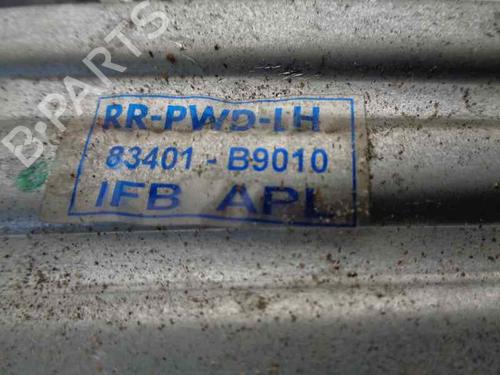 B-PARTS
RR-PWD-LH
83401 - B9010
IFB APL